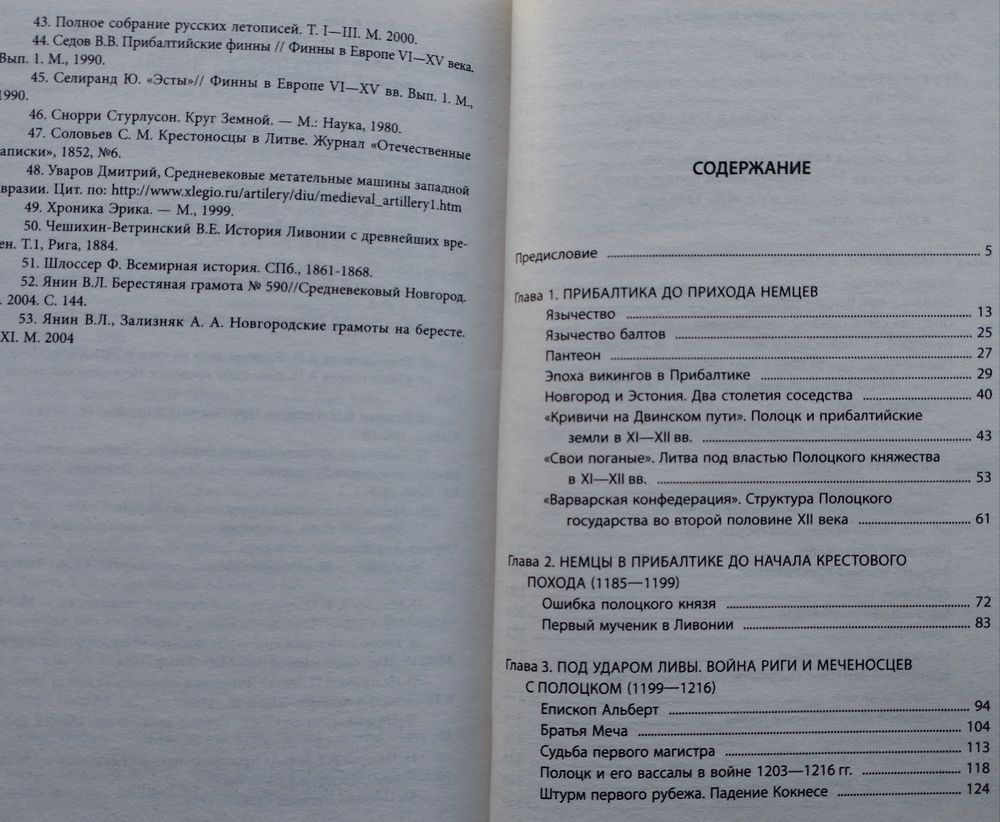 43. Полное собрание русских летописей. Т. I—III. М. 2000.
44. Седов В.В. Прибалтийские финны // Финны в Европе VI—XV века.
Вып. 1. М., 1990.
45. Селиранд Ю. «Эсты»// Финны в Европе VI—XV вв. Вып. 1. М.,
1990.
46. Снорри Стурлусон. Круг Земной. — М.: Наука, 1980.
47. Соловьев С. М. Крестоносцы в Литве. Журнал «Отечественные
аписки», 1852, №6.
48. Уваров Дмитрий, Средневековые метательные машины западной
вразии. Цит. по: http://www.xlegio.ru/artilery/diu/medieval_artillery1.htm
49. Хроника Эрика. — М., 1999.
50. Чешихин-Ветринский В.Е. История Ливонии с древнейших вре-
ен. Т.1, Рига, 1884.
51. Шлоссер Ф. Всемирная история. СПб., 1861-1868.
52. Янин В.Л. Берестяная грамота № 590//Средневековый Новгород.
. 2004. С. 144.
53. Янин В.Л., Зализняк А. А. Новгородские грамоты на бересте.
XI. М. 2004
СОДЕРЖАНИЕ
Предисловие 5
Глава 1. ПРИБАЛТИКА ДО ПРИХОДА НЕМЦЕВ
Язычество 13
Язычество балтов 25
Пантеон 27
Эпоха викингов в Прибалтике 29
Новгород и Эстония. Два столетия соседства 40
«Кривичи на Двинском пути». Полоцк и прибалтийские
земли в XI—XII вв. 43
«Свои поганые». Литва под властью Полоцкого княжества
в XI—XII вв. 53
«Варварская конфедерация». Структура Полоцкого
государства во второй половине XII века 61
Глава 2. НЕМЦЫ В ПРИБАЛТИКЕ ДО НАЧАЛА КРЕСТОВОГО
ПОХОДА (1185—1199)
Ошибка полоцкого князя 72
Первый мученик в Ливонии 83
Глава 3. ПОД УДАРОМ ЛИВЫ. ВОЙНА РИГИ И МЕЧЕНОСЦЕВ
С ПОЛОЦКОМ (1199—1216)
Епископ Альберт 94
Братья Меча 104
Судьба первого магистра 113
Полоцк и его вассалы в войне 1203—1216 гг. 118
Штурм первого рубежа. Падение Кокнесе 124